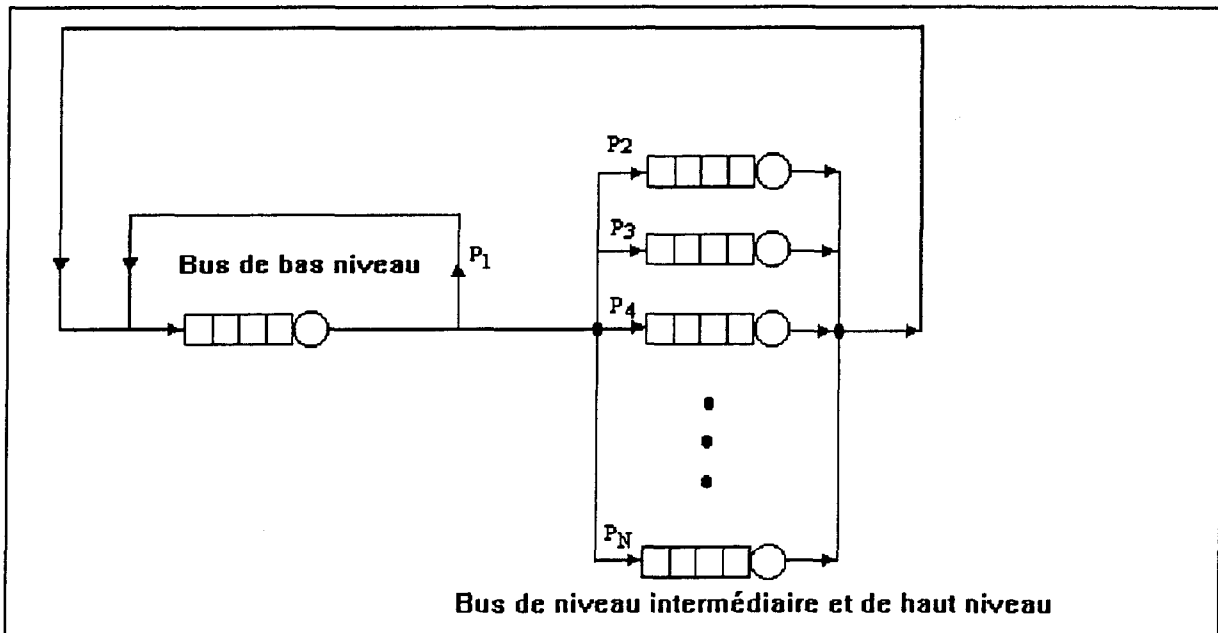 P2
P3
Bus de bas niveau
P1
P4
PN
Bus de niveau intermédiaire et de haut niveau